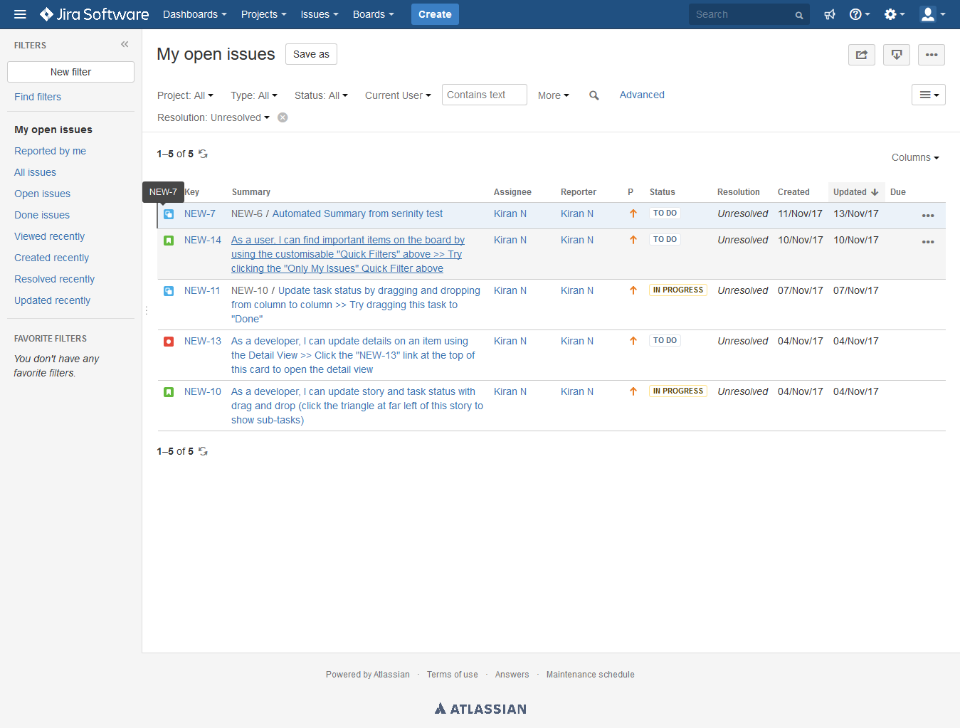 Jira Software Dashboards Projects Issues Boards Create Search
FILTERS
New filter
Find filters
My open issues
Reported by me
All issues
Open issues
Done issues
Viewed recently
Created recently
Resolved recently
Updated recently
FAVORITE FILTERS
You don't have any
favorite filters.
My open issues Save as
Project: All Type: All Status: All Current User Contains text More Advanced
Resolution: Unresolved
1–5 of 5
Columns
NEW-7
Key Summary Assignee Reporter P Status Resolution Created Updated Due
NEW-7 NEW-6 / Automated Summary from serinity test Kiran N Kiran N TO DO Unresolved 11/Nov/17 13/Nov/17
NEW-14 As a user, I can find important items on the board by Kiran N Kiran N TO DO Unresolved 10/Nov/17 10/Nov/17
using the customisable "Quick Filters" above >> Try
clicking the "Only My Issues" Quick Filter above
NEW-11 NEW-10 / Update task status by dragging and dropping Kiran N Kiran N IN PROGRESS Unresolved 07/Nov/17 07/Nov/17
from column to column >> Try dragging this task to
"Done"
NEW-13 As a developer, I can update details on an item using Kiran N Kiran N TO DO Unresolved 04/Nov/17 04/Nov/17
the Detail View >> Click the "NEW-13" link at the top of
this card to open the detail view
NEW-10 As a developer, I can update story and task status with Kiran N Kiran N IN PROGRESS Unresolved 04/Nov/17 04/Nov/17
drag and drop (click the triangle at far left of this story to
show sub-tasks)
1–5 of 5
Powered by Atlassian · Terms of use · Answers · Maintenance schedule
ATLASSIAN